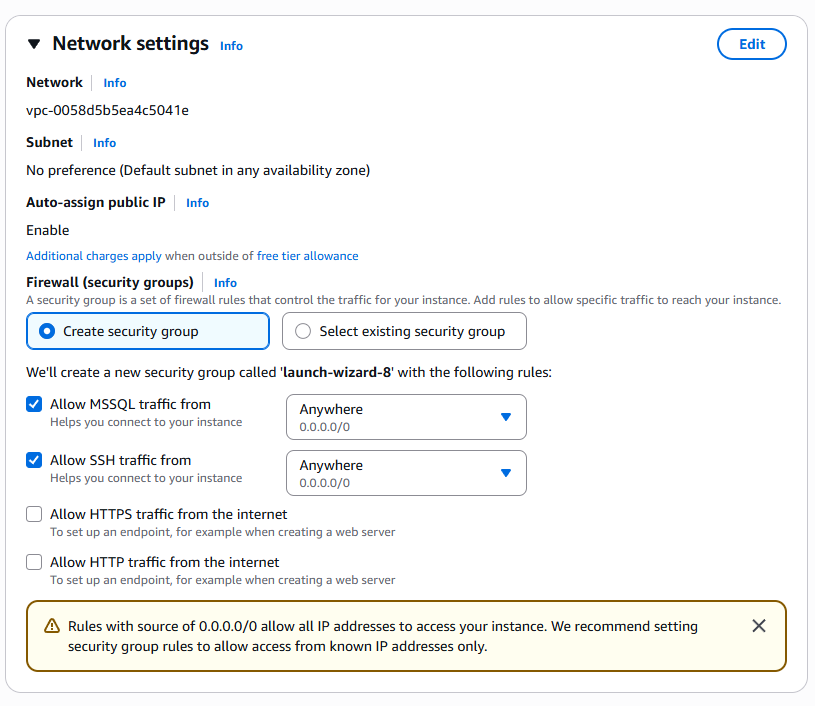 Network settings Info
Edit
Network Info
vpc-0058d5b5ea4c5041e
Subnet Info
No preference (Default subnet in any availability zone)
Auto-assign public IP Info
Enable
Additional charges apply when outside of free tier allowance
Firewall (security groups) Info
A security group is a set of firewall rules that control the traffic for your instance. Add rules to allow specific traffic to reach your instance.
Create security group
Select existing security group
We'll create a new security group called 'launch-wizard-8' with the following rules:
Allow MSSQL traffic from
Helps you connect to your instance
Anywhere
0.0.0.0/0
Allow SSH traffic from
Helps you connect to your instance
Anywhere
0.0.0.0/0
Allow HTTPS traffic from the internet
To set up an endpoint, for example when creating a web server
Allow HTTP traffic from the internet
To set up an endpoint, for example when creating a web server
Rules with source of 0.0.0.0/0 allow all IP addresses to access your instance. We recommend setting
security group rules to allow access from known IP addresses only.